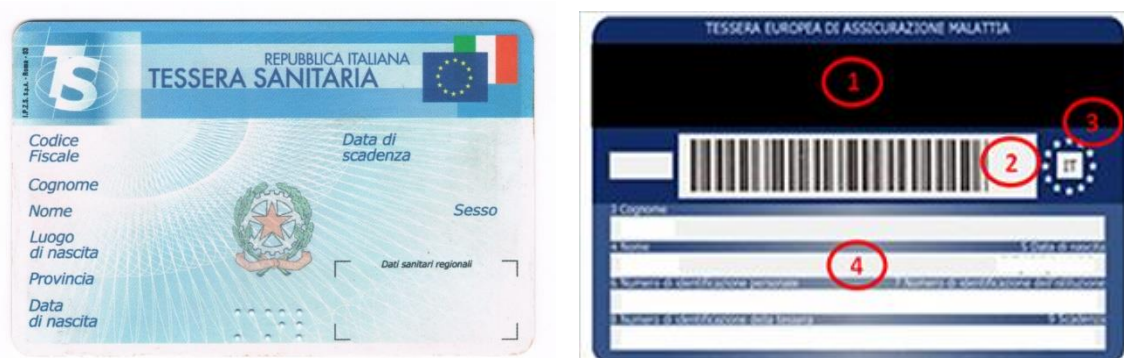 I.P.Z.S. S.p.A. - Roma - 03
TS
REPUBBLICA ITALIANA
TESSERA SANITARIA
Codice
Fiscale
Data di
scadenza
Cognome
Nome
Sesso
Luogo
di nascita
Dati sanitari regionali
Provincia
Data
di nascita
TESSERA EUROPEA DI ASSICURAZIONE MALATTIA
1
3
2
IT
3 Cognome
4 Nome
5 Data di nascita
4
6 Numero di identificazione personale
7 Numero di identificazione dell'istituzione
8 Numero di identificazione della tessera
9 Scadenza